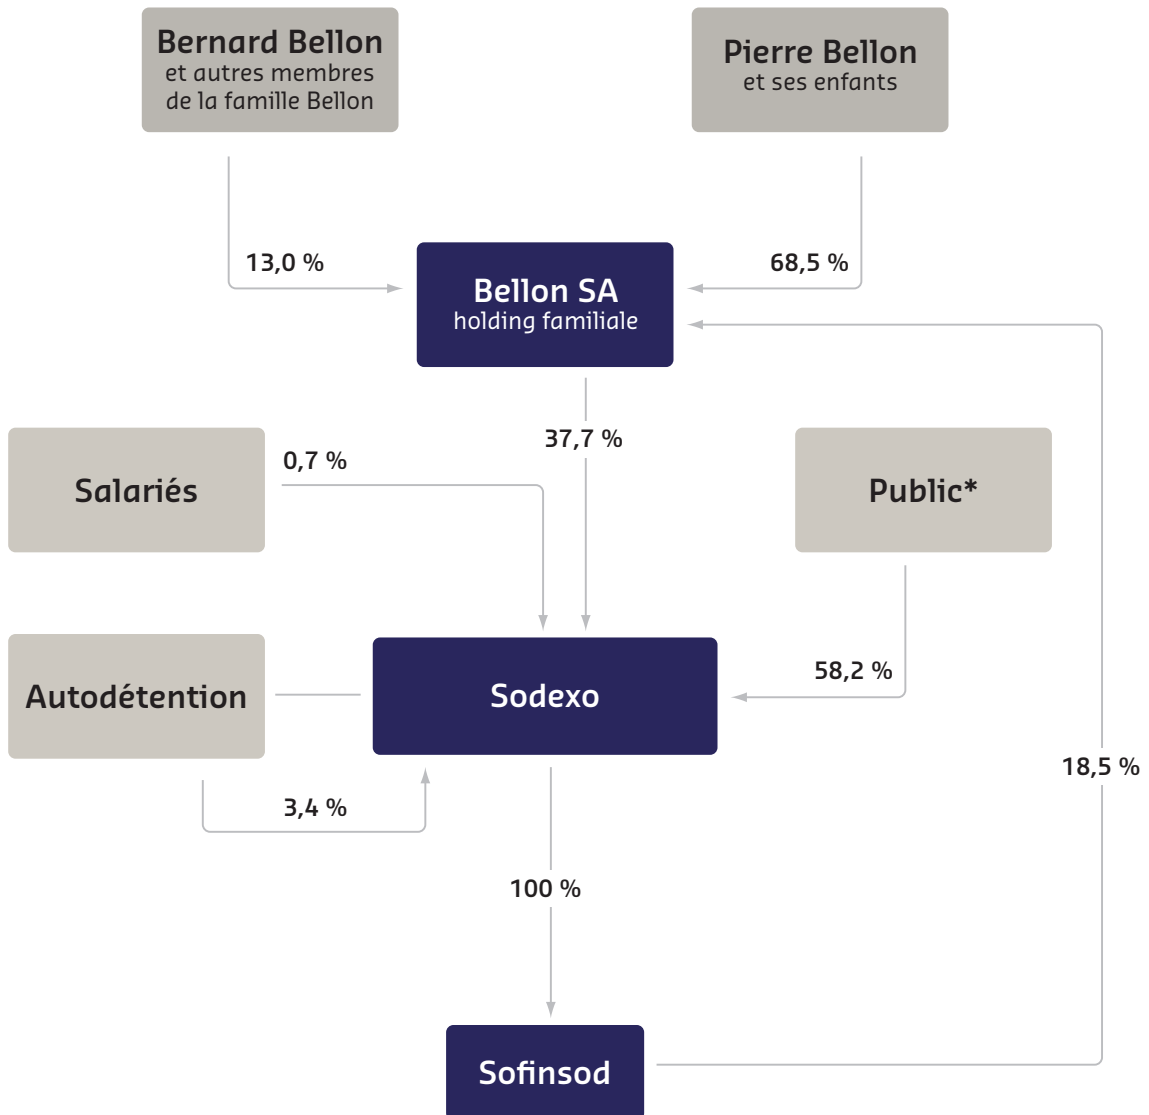 Bernard Bellon
et autres membres
de la famille Bellon
Pierre Bellon
et ses enfants
13,0 %
68,5 %
Bellon SA
holding familiale
37,7 %
Salariés
0,7 %
Public*
Autodétention
Sodexo
58,2 %
18,5 %
3,4 %
100 %
Sofinsod